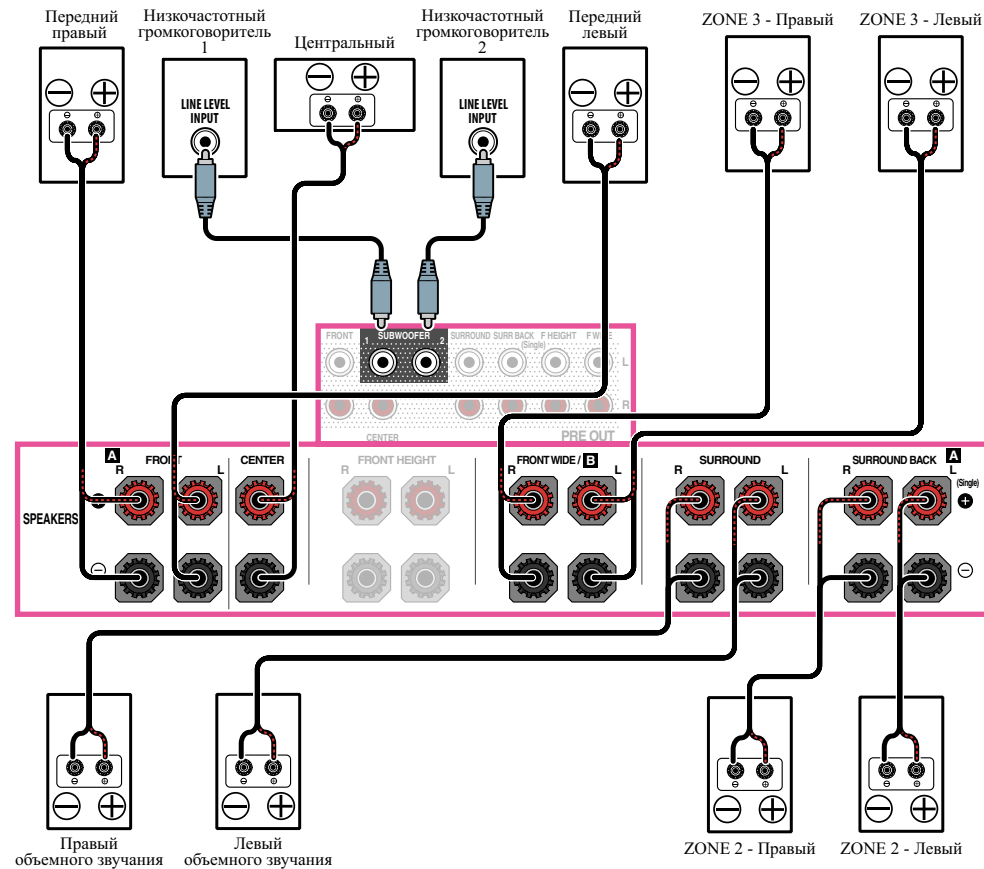 Передний
правый
Низкочастотный
громкоговоритель
1
Центральный
Низкочастотный
громкоговоритель
2
Передний
левый
ZONE 3 - Правый
ZONE 3 - Левый
LINE LEVEL
INPUT
LINE LEVEL
INPUT
FRONT
1 SUBWOOFER 2
SURROUND
SURR BACK
(Single)
F HEIGHT
L
R
CENTER
PRE OUT
SPEAKERS
A
FRONT
R L
CENTER
FRONT HEIGHT
R L
FRONT WIDE / B
R L
SURROUND
R L
SURROUND BACK A
R L
(Single)
Правый
объемного звучания
Левый
объемного звучания
ZONE 2 - Правый
ZONE 2 - Левый